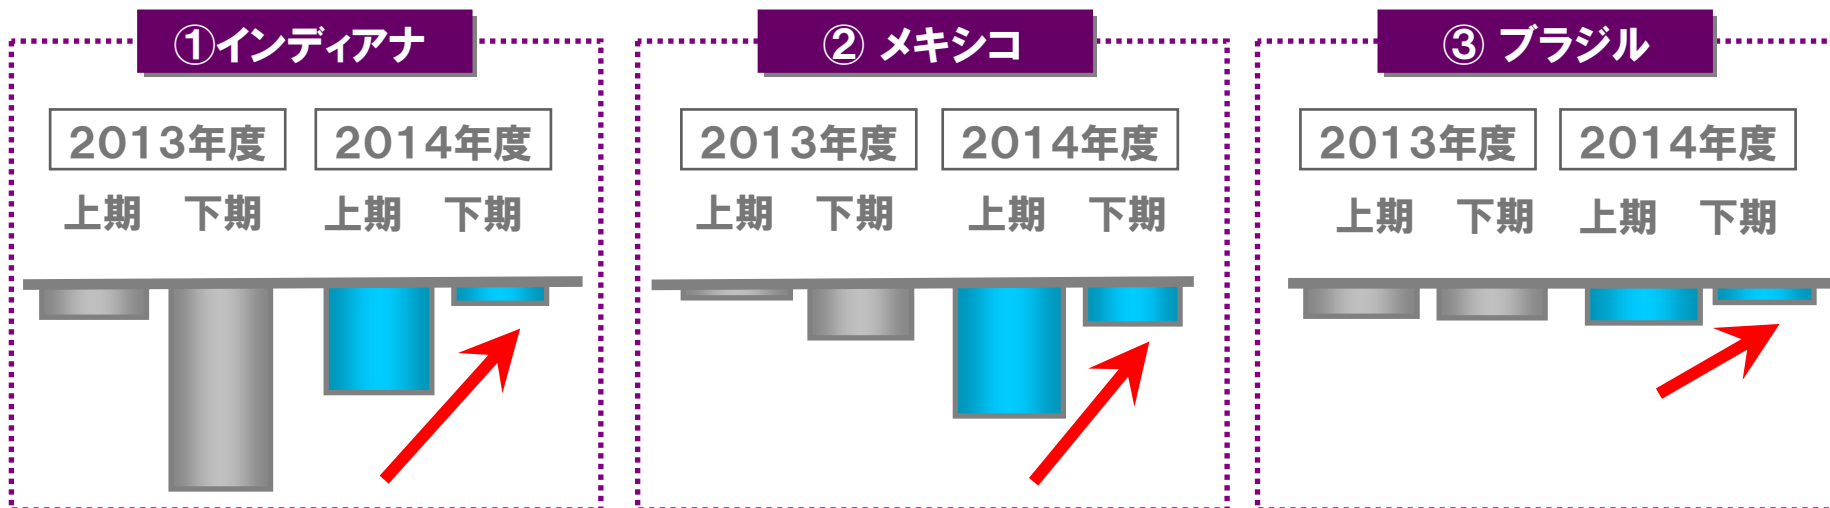 ①インディアナ
2013年度 2014年度
上期 下期 上期 下期
② メキシコ
2013年度 2014年度
上期 下期 上期 下期
③ ブラジル
2013年度 2014年度
上期 下期 上期 下期